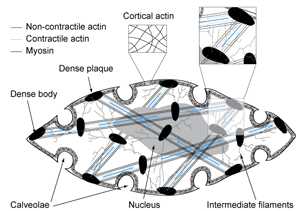 Non-contractile actin
Contractile actin
Myosin
Cortical actin
Dense plaque
Dense body
Calveolae
Nucleus
Intermediate filaments